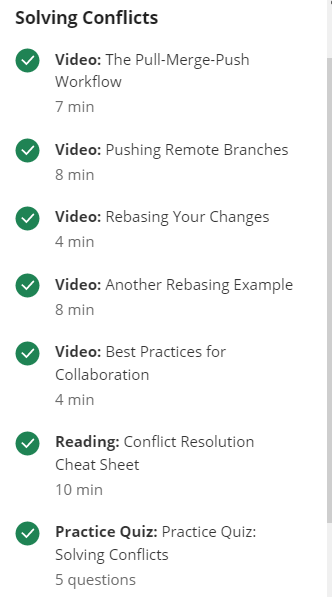 Solving Conflicts
Video: The Pull-Merge-Push
Workflow
7 min
Video: Pushing Remote Branches
8 min
Video: Rebasing Your Changes
4 min
Video: Another Rebasing Example
8 min
Video: Best Practices for
Collaboration
4 min
Reading: Conflict Resolution
Cheat Sheet
10 min
Practice Quiz: Practice Quiz:
Solving Conflicts
5 questions